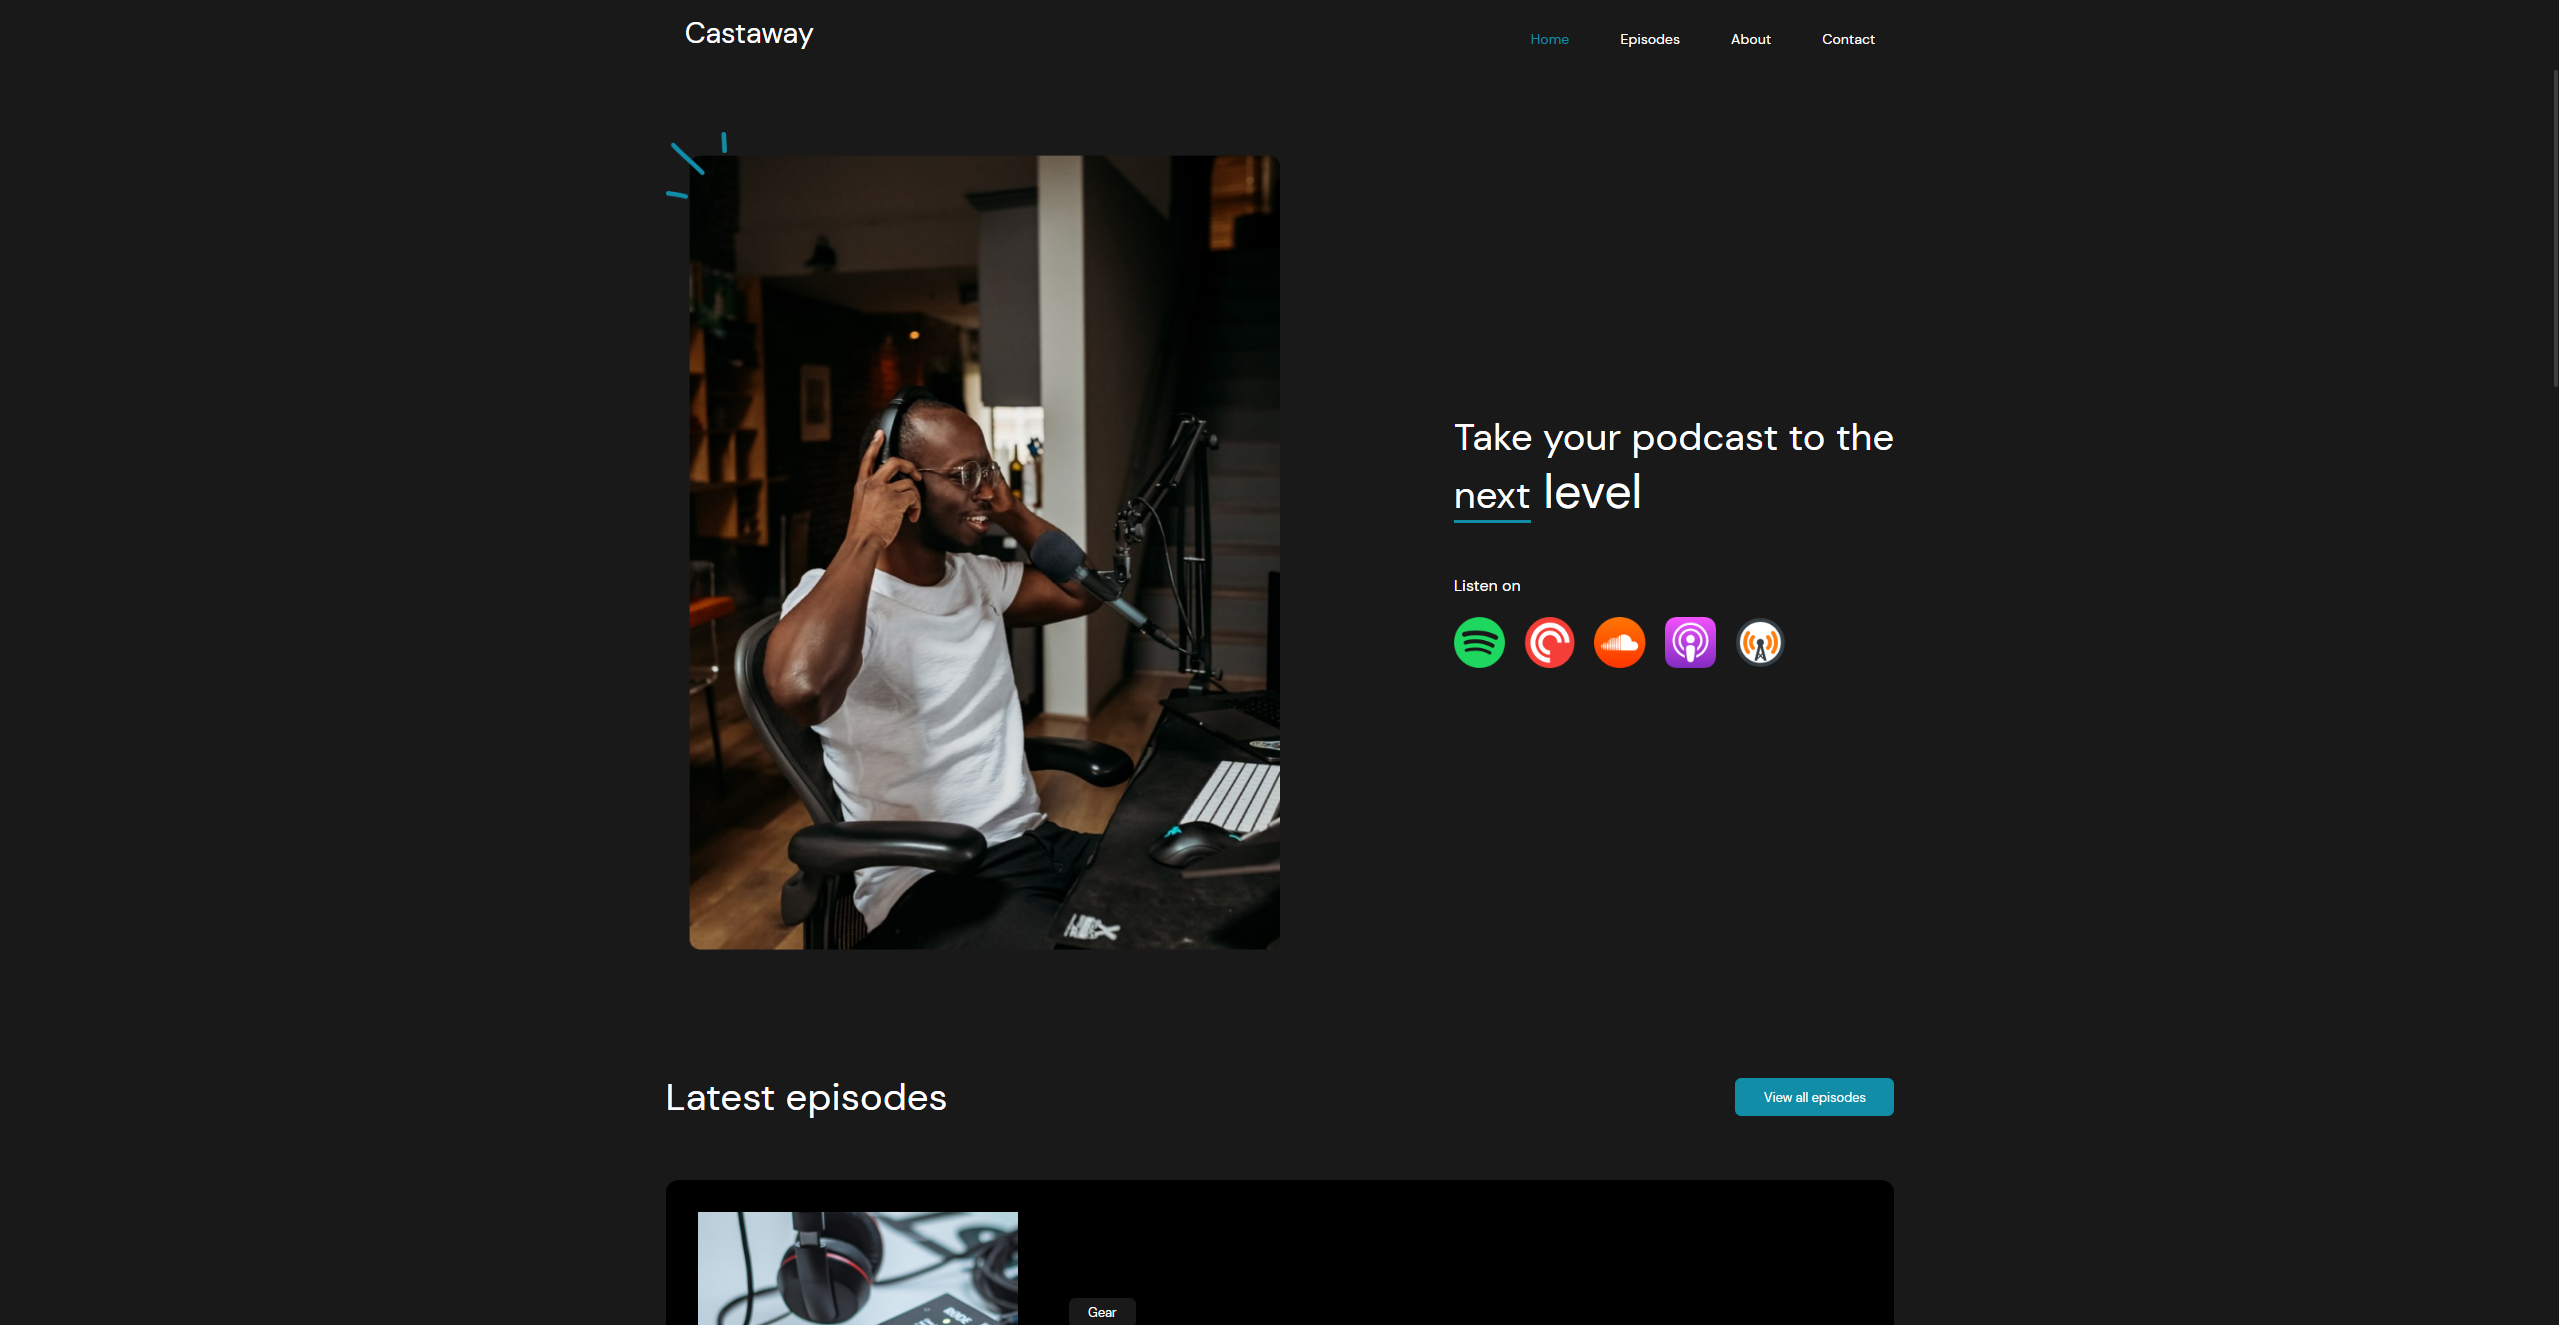 Castaway
Home
Episodes
About
Contact
Take your podcast to the
next level
Listen on
Latest episodes
View all episodes
RODE
Gear